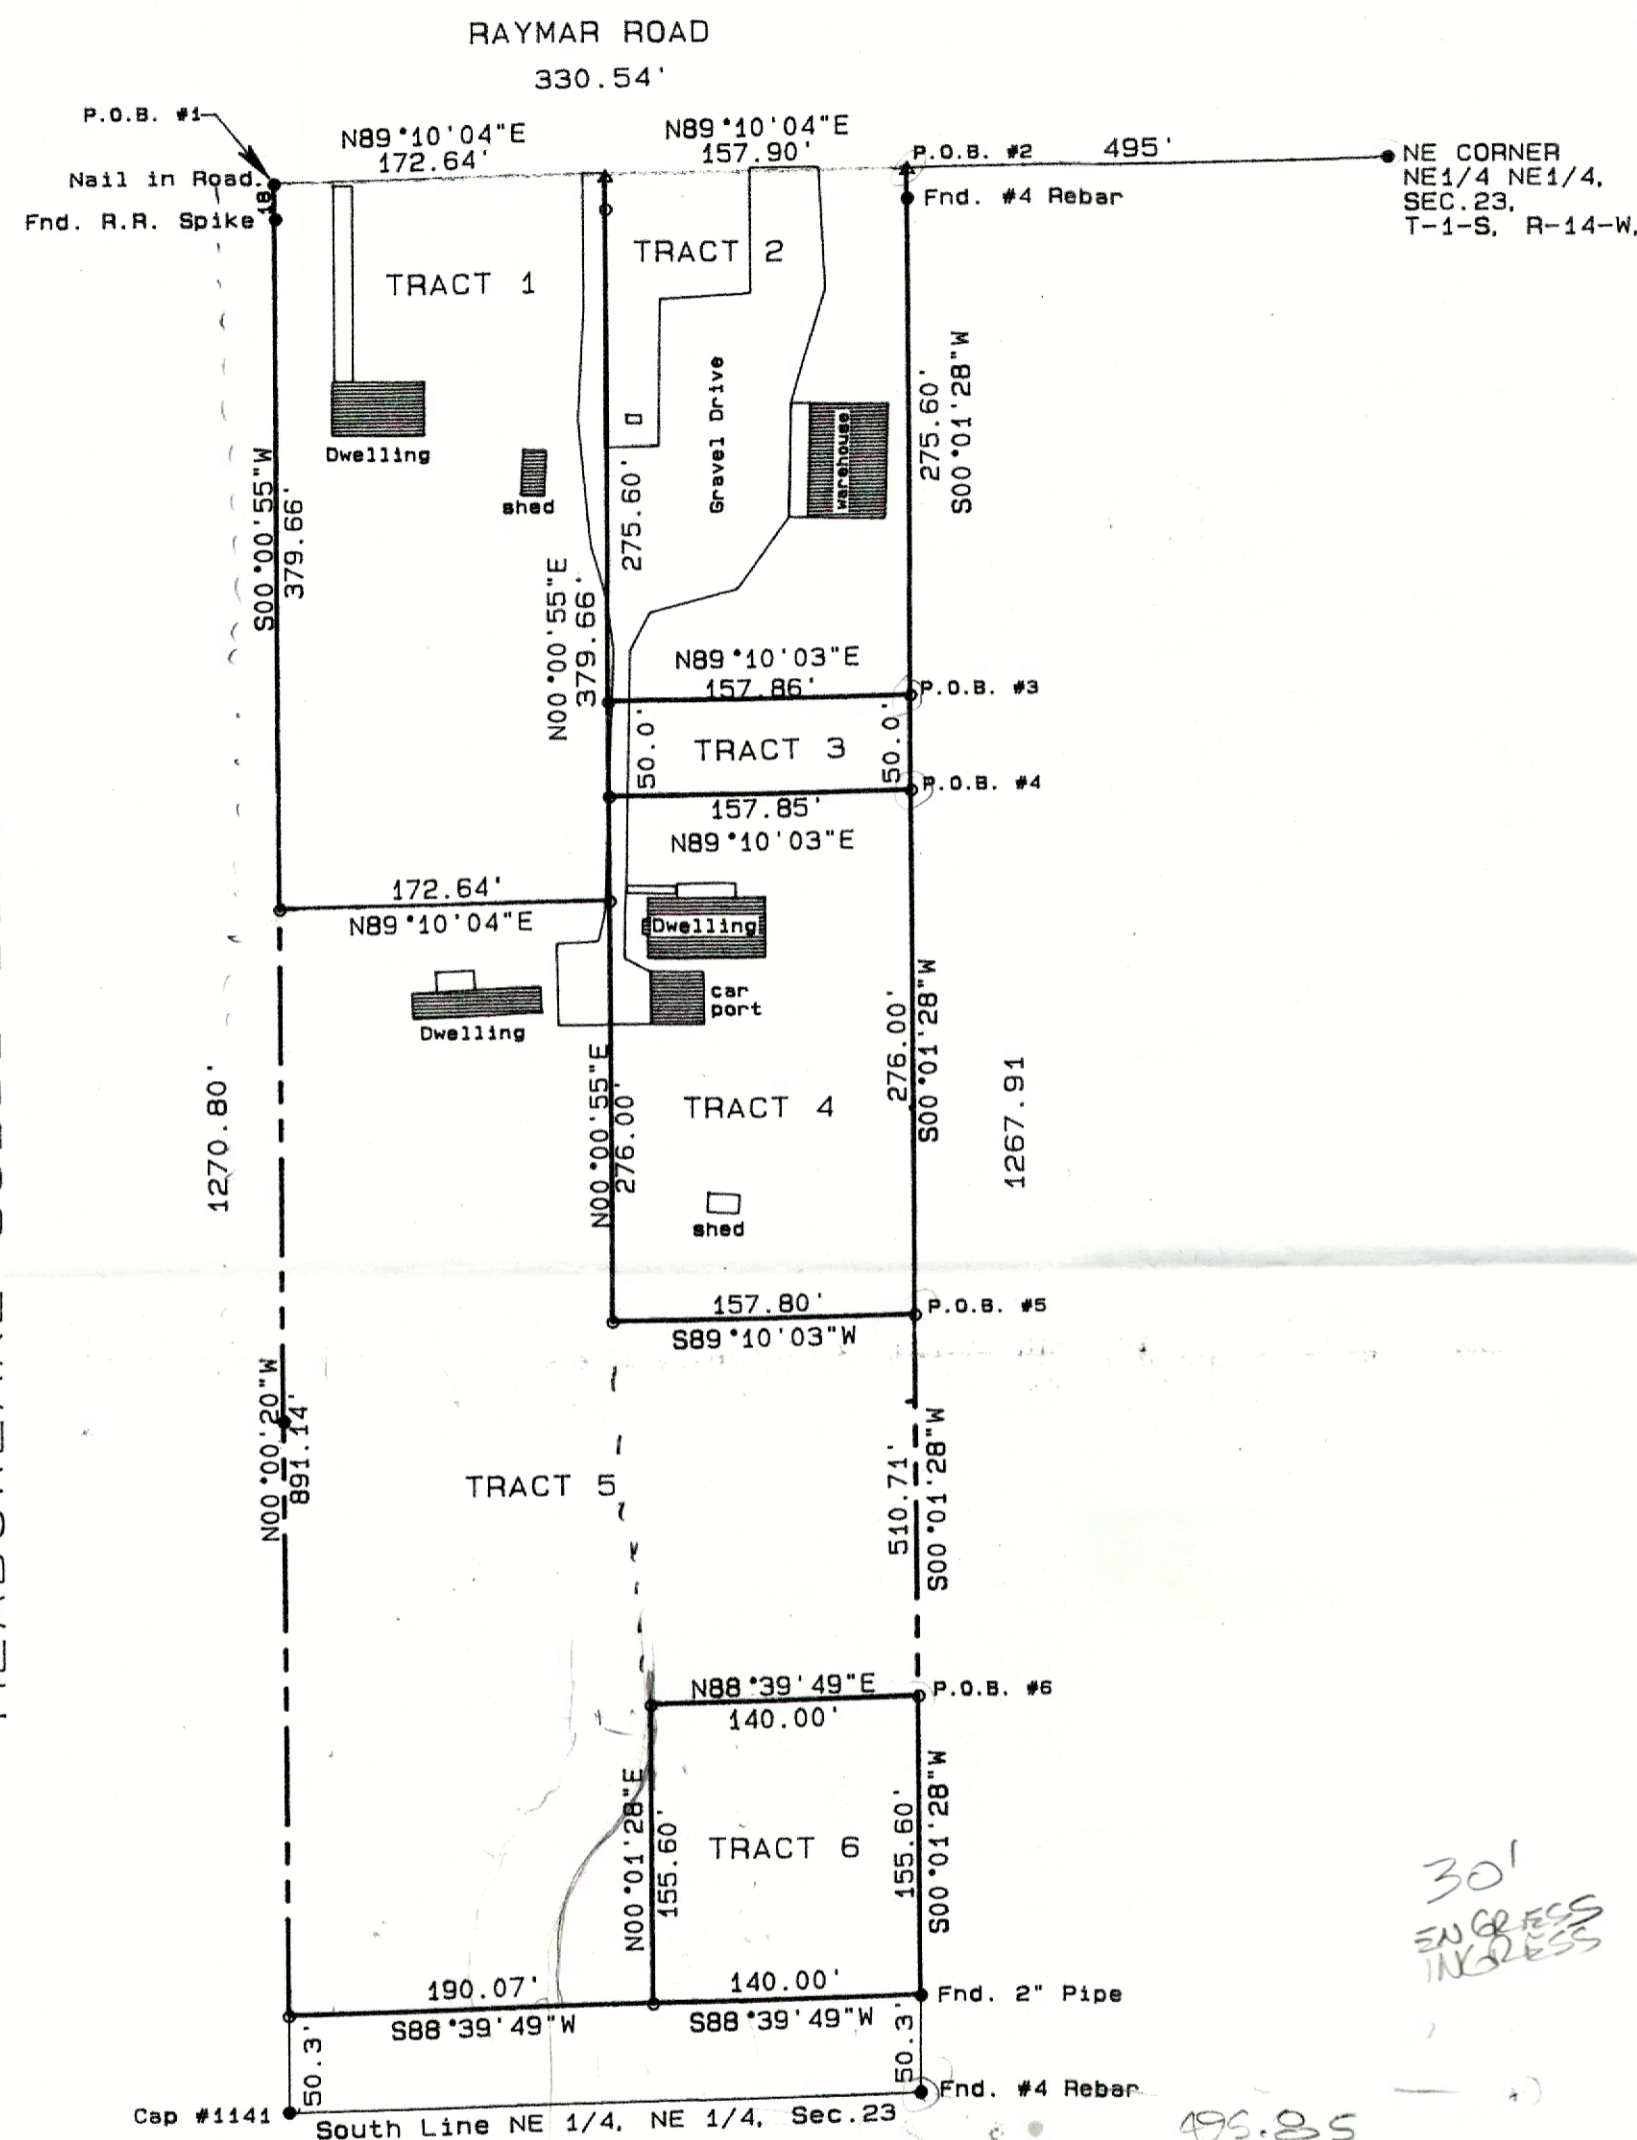 RAYMAR ROAD
330.54'
P.O.B. #1
N89°10'04"E
172.64'
N89°10'04"E
157.90'
P.O.B. #2
495'
NE CORNER
NE1/4 NE1/4,
SEC.23,
T-1-S, R-14-W,
Nail in Road.
18'
Fnd. R.R. Spike
Fnd. #4 Rebar
TRACT 1
TRACT 2
Dwelling
shed
Gravel Drive
warehouse
275.60'
S00°01'28"W
S00°00'55"W
379.66'
275.60'
N00°00'55"E
379.66'
N89°10'03"E
157.86'
P.O.B. #3
50.0'
TRACT 3
50.0'
P.O.B. #4
157.85'
N89°10'03"E
172.64'
N89°10'04"E
Dwelling
car
port
Dwelling
276.00'
S00°01'28"W
1270.80'
N00°00'55"E
276.00'
TRACT 4
1267.91
shed
157.80'
S89°10'03"W
P.O.B. #5
N00°00'20"W
891.14'
TRACT 5
510.71'
S00°01'28"W
N88°39'49"E
140.00'
P.O.B. #6
N00°01'28"E
155.60'
TRACT 6
155.60'
S00°01'28"W
30'
ENGRESS
INGRESS
190.07'
S88°39'49"W
140.00'
S88°39'49"W
Fnd. 2" Pipe
50.3'
50.3'
Fnd. #4 Rebar
Cap #1141
South Line NE 1/4, NE 1/4, Sec.23
495.85